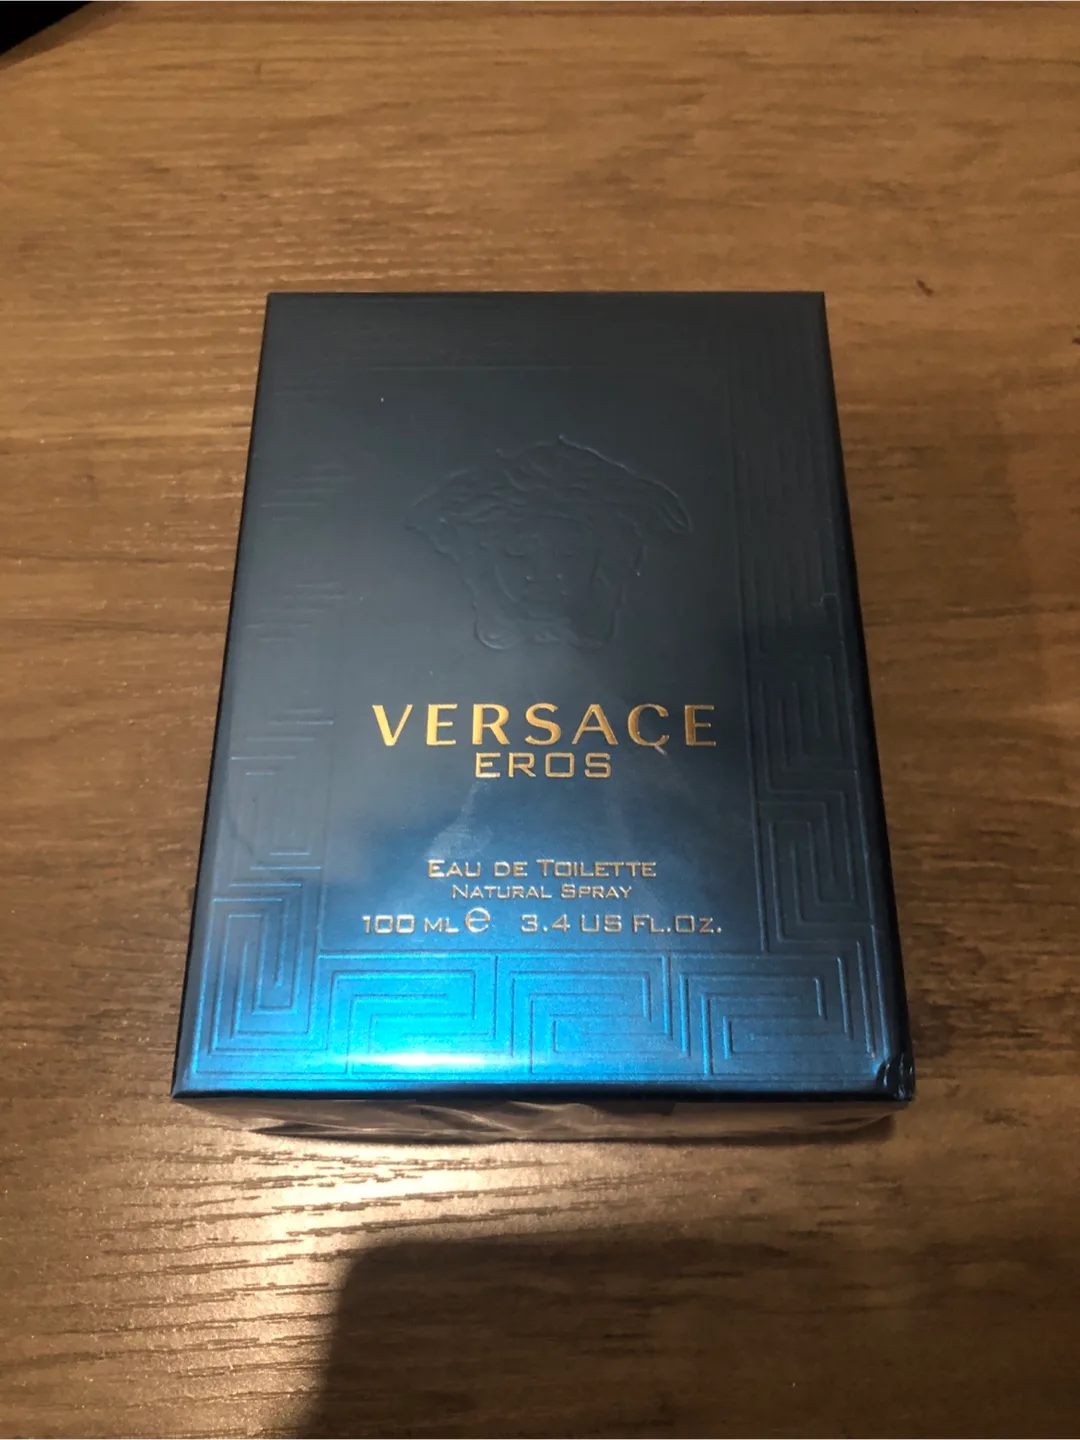 VERSACE
EROS
EAU DE TOILETTE
NATURAL SPRAY
100 ML ℮ 3.4 US FL.OZ.